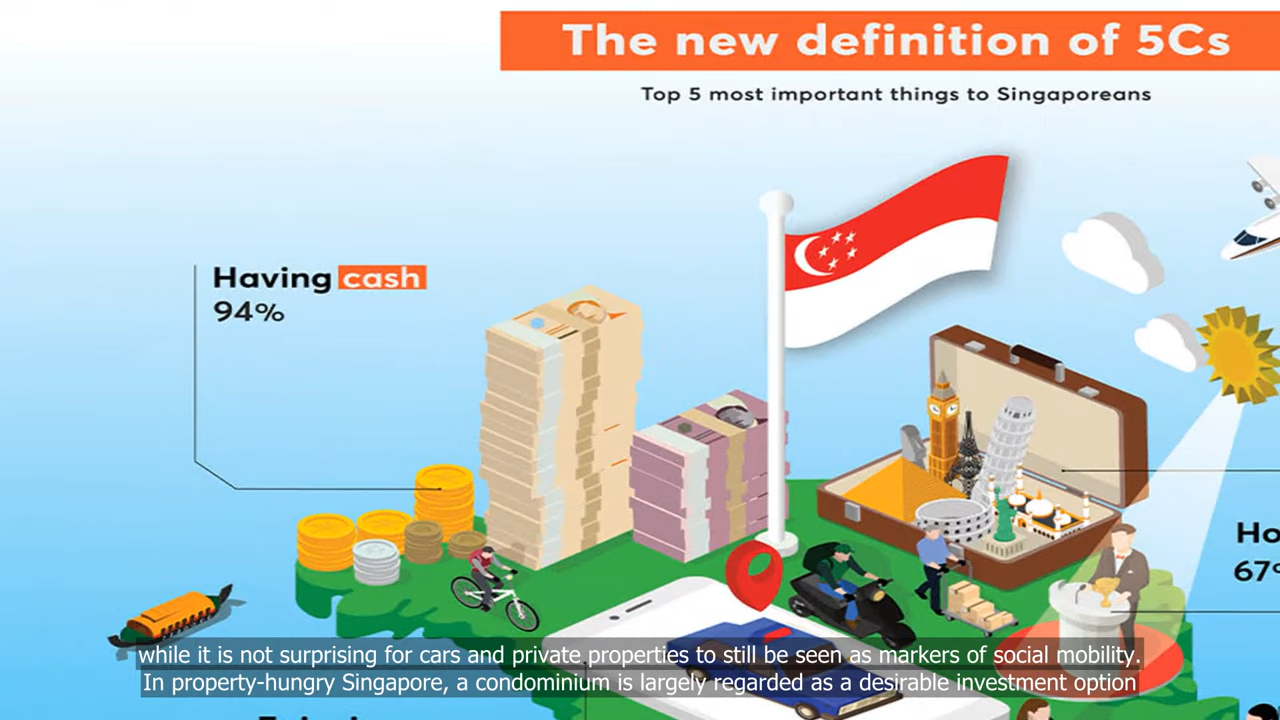 The new definition of 5Cs
Top 5 most important things to Singaporeans
Having cash
94%
67%
while it is not surprising for cars and private properties to still be seen as markers of social mobility.
In property-hungry Singapore, a condominium is largely regarded as a desirable investment option